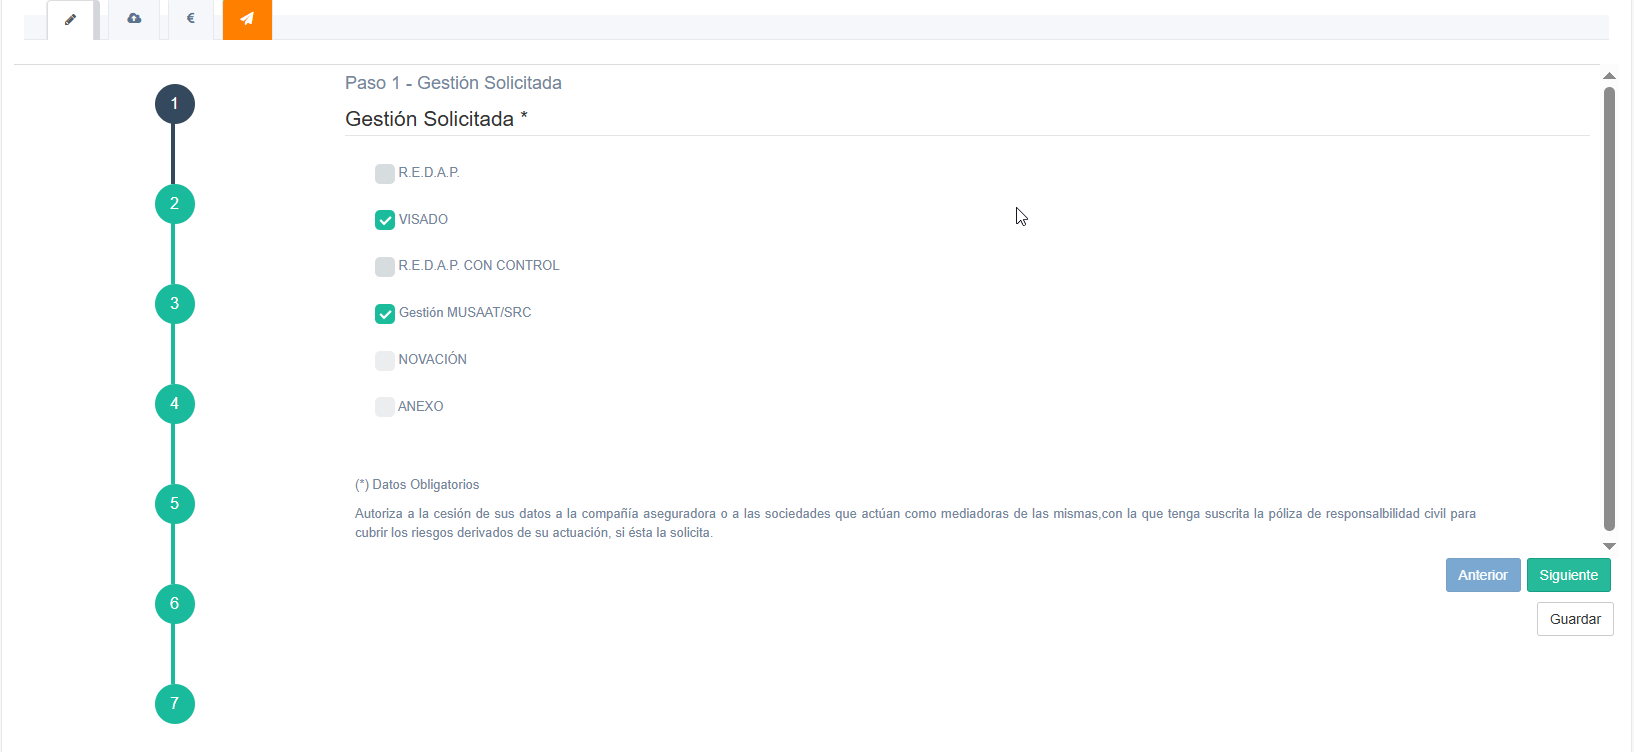 €
Paso 1 - Gestión Solicitada
Gestión Solicitada *
1
R.E.D.A.P.
2
VISADO
R.E.D.A.P. CON CONTROL
3
Gestión MUSAAT/SRC
NOVACIÓN
4
ANEXO
(*) Datos Obligatorios
5
Autoriza a la cesión de sus datos a la compañía aseguradora o a las sociedades que actúan como mediadoras de las mismas,con la que tenga suscrita la póliza de responsalbilidad civil para
cubrir los riesgos derivados de su actuación, si ésta la solicita.
Anterior Siguiente
6
Guardar
7